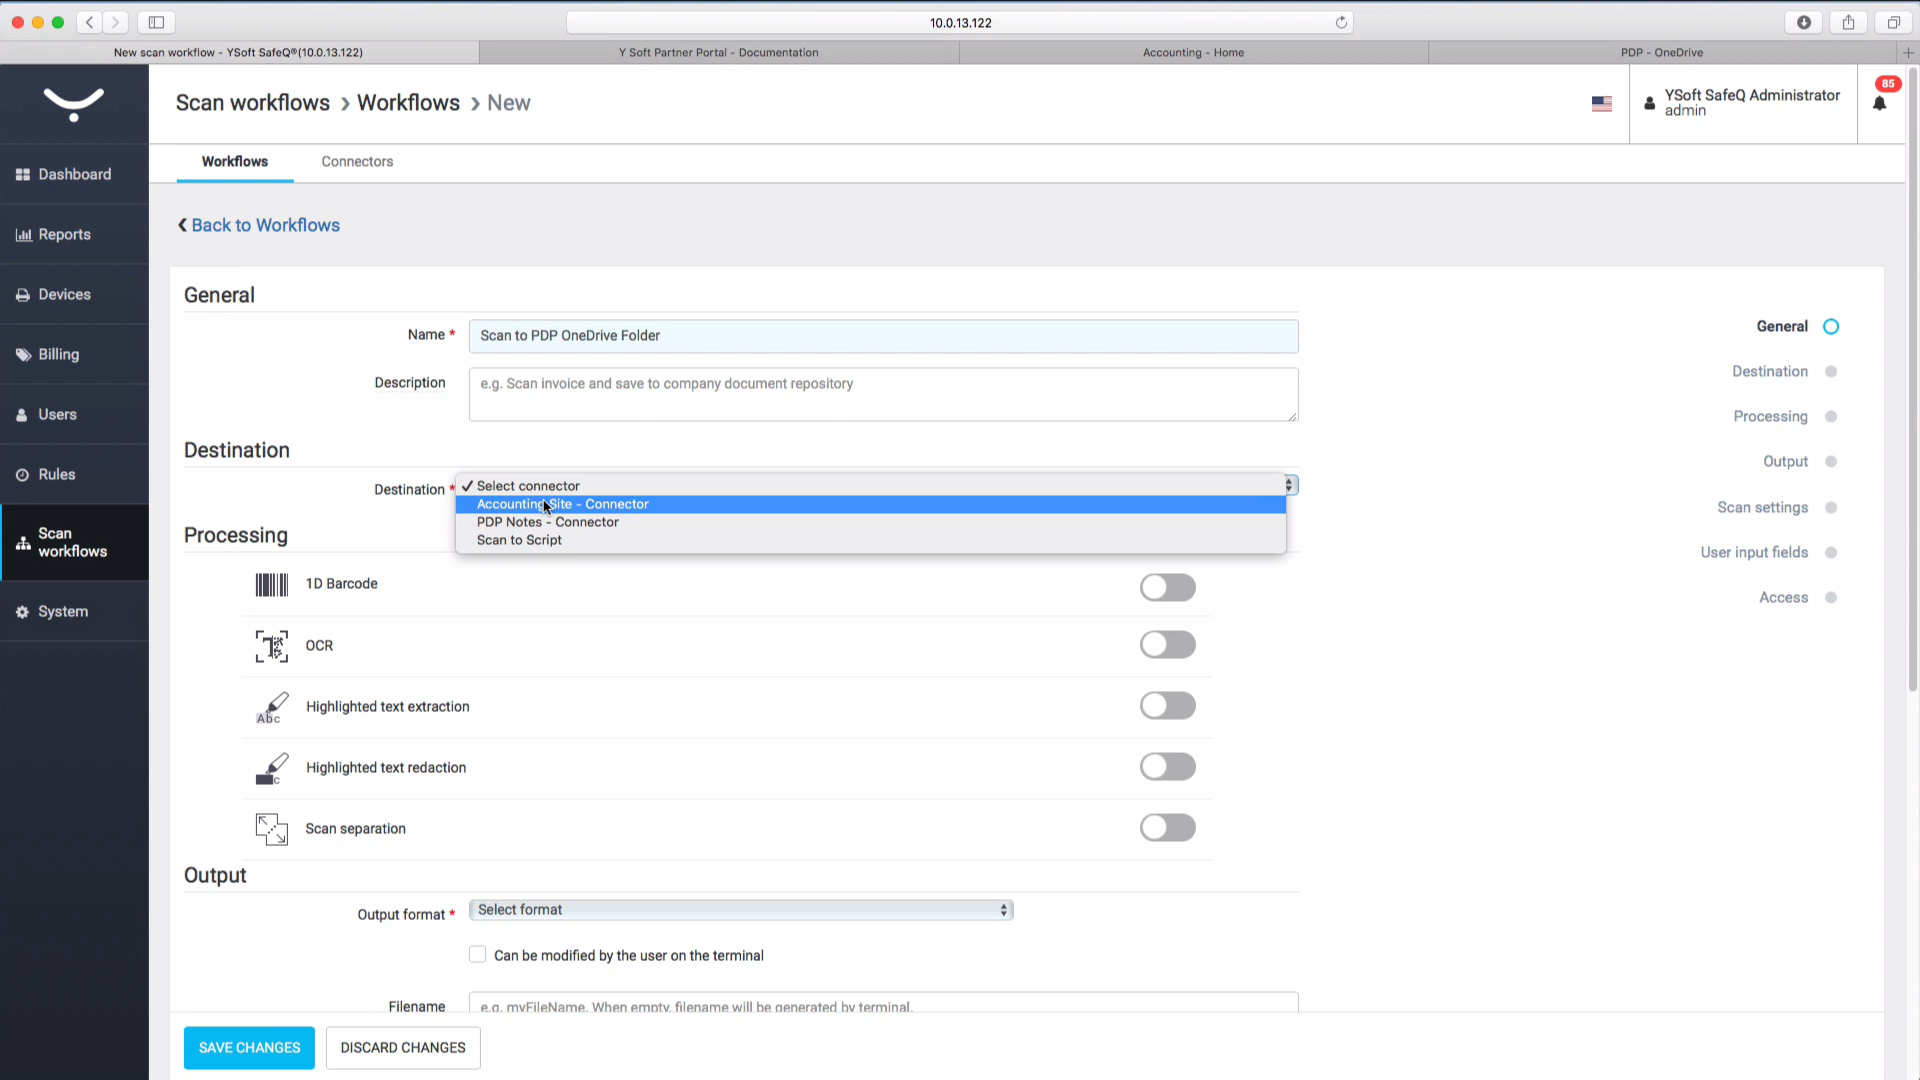 10.0.13.122
New scan workflow - YSoft SafeQ®(10.0.13.122)
Y Soft Partner Portal - Documentation
Accounting - Home
PDP - OneDrive
Scan workflows > Workflows > New
YSoft SafeQ Administrator
admin
85
Workflows
Connectors
Dashboard
Reports
Devices
Billing
Users
Rules
Scan
workflows
System
Back to Workflows
General
Name *
Scan to PDP OneDrive Folder
Description
e.g. Scan invoice and save to company document repository
Destination
Destination *
✓ Select connector
Accounting Site - Connector
PDP Notes - Connector
Scan to Script
Processing
1D Barcode
OCR
Abc
Highlighted text extraction
c
Highlighted text redaction
Scan separation
Output
Output format *
Select format
Can be modified by the user on the terminal
Filename
e.g. myFileName. When empty, filename will be generated by terminal.
SAVE CHANGES
DISCARD CHANGES
General
Destination
Processing
Output
Scan settings
User input fields
Access